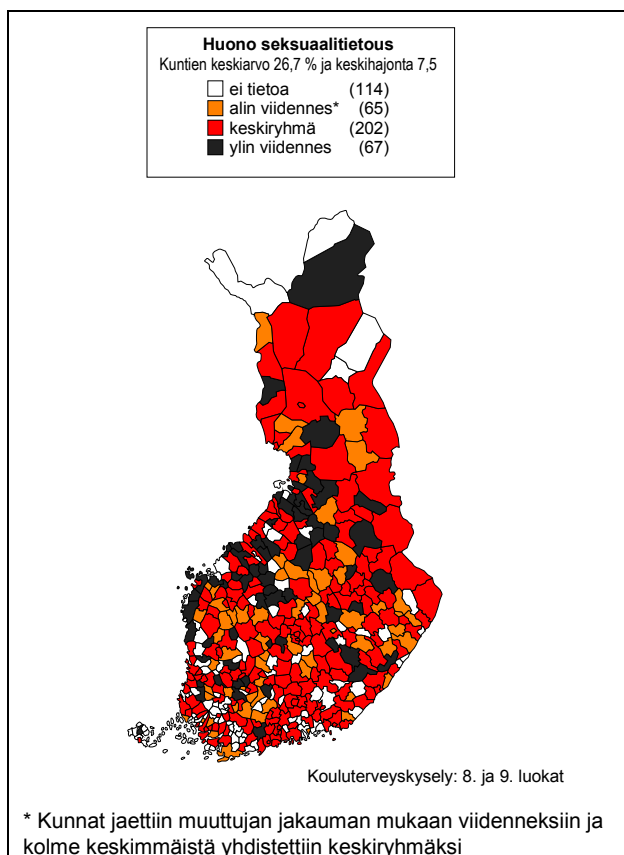 Huono seksuaalitietous
Kuntien keskiarvo 26,7 % ja keskihajonta 7,5
ei tietoa (114)
alin viidennes* (65)
keskiryhmä (202)
ylin viidennes (67)
Kouluterveyskysely: 8. ja 9. luokat
* Kunnat jaettiin muuttujan jakauman mukaan viidenneksiin ja
kolme keskimmäistä yhdistettiin keskiryhmäksi